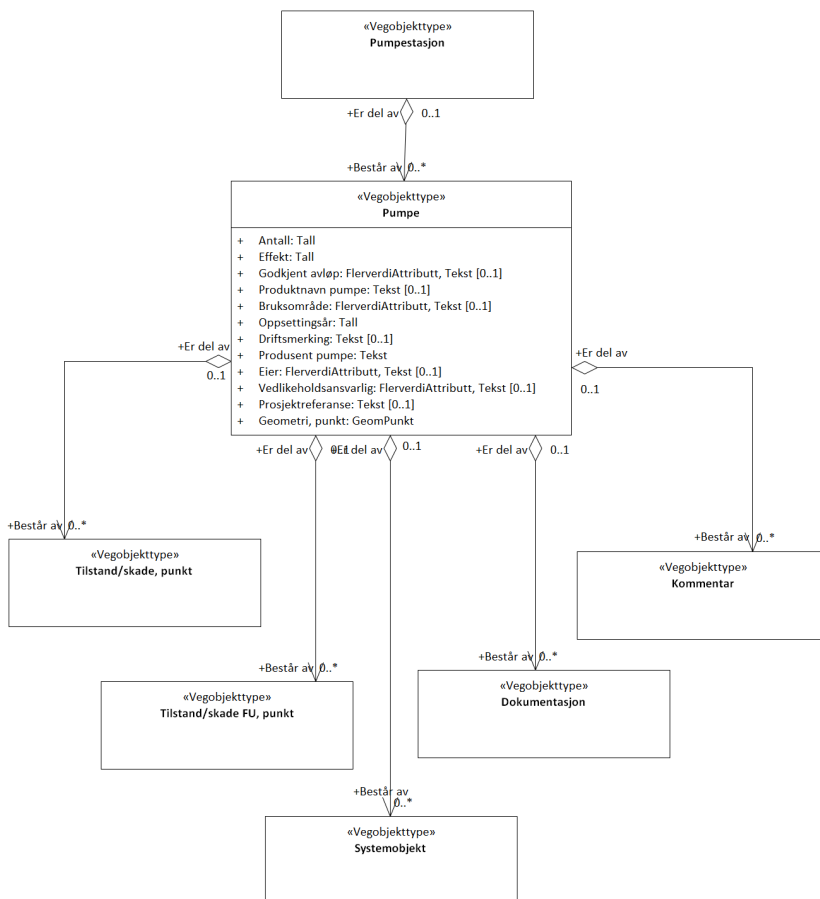 «Vegobjekttype»
Pumpestasjon
+Er del av 0..1
+Består av 0..*
«Vegobjekttype»
Pumpe
+ Antall: Tall
+ Effekt: Tall
+ Godkjent avløp: FlerverdiAttributt, Tekst [0..1]
+ Produktnavn pumpe: Tekst [0..1]
+ Bruksområde: FlerverdiAttributt, Tekst [0..1]
+ Oppsettingsår: Tall
+ Driftsmerking: Tekst [0..1]
+ Produsent pumpe: Tekst
+ Eier: FlerverdiAttributt, Tekst [0..1]
+ Vedlikeholdsansvarlig: FlerverdiAttributt, Tekst [0..1]
+ Prosjektreferanse: Tekst [0..1]
+ Geometri, punkt: GeomPunkt
+Er del av
0..1
+Er del av
0..1
+Er del av 0..1
+Er del av 0..1
+Er del av 0..1
+Består av 0..*
«Vegobjekttype»
Tilstand/skade, punkt
+Består av 0..*
«Vegobjekttype»
Kommentar
+Består av 0..*
«Vegobjekttype»
Tilstand/skade FU, punkt
+Består av 0..*
«Vegobjekttype»
Dokumentasjon
+Består av
0..*
«Vegobjekttype»
Systemobjekt